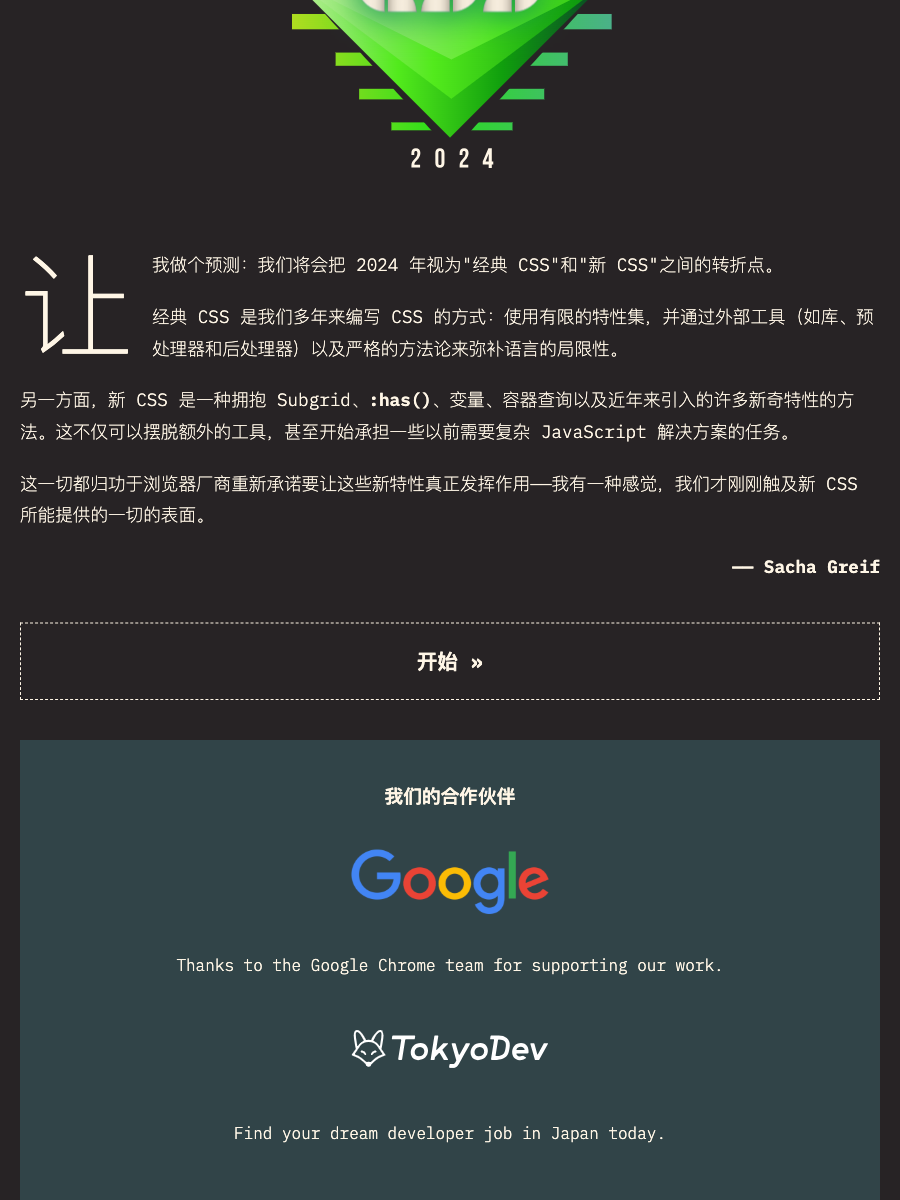 2024
让我做个预测：我们将会把 2024 年视为"经典 CSS"和"新 CSS"之间的转折点。
经典 CSS 是我们多年来编写 CSS 的方式：使用有限的特性集，并通过外部工具（如库、预
处理器和后处理器）以及严格的方法论来弥补语言的局限性。
另一方面，新 CSS 是一种拥抱 Subgrid、:has()、变量、容器查询以及近年来引入的许多新奇特性的方
法。这不仅可以摆脱额外的工具，甚至开始承担一些以前需要复杂 JavaScript 解决方案的任务。
这一切都归功于浏览器厂商重新承诺要让这些新特性真正发挥作用——我有一种感觉，我们才刚刚触及新 CSS
所能提供的一切的表面。
— Sacha Greif
开始 »
我们的合作伙伴
Google
Thanks to the Google Chrome team for supporting our work.
TokyoDev
Find your dream developer job in Japan today.